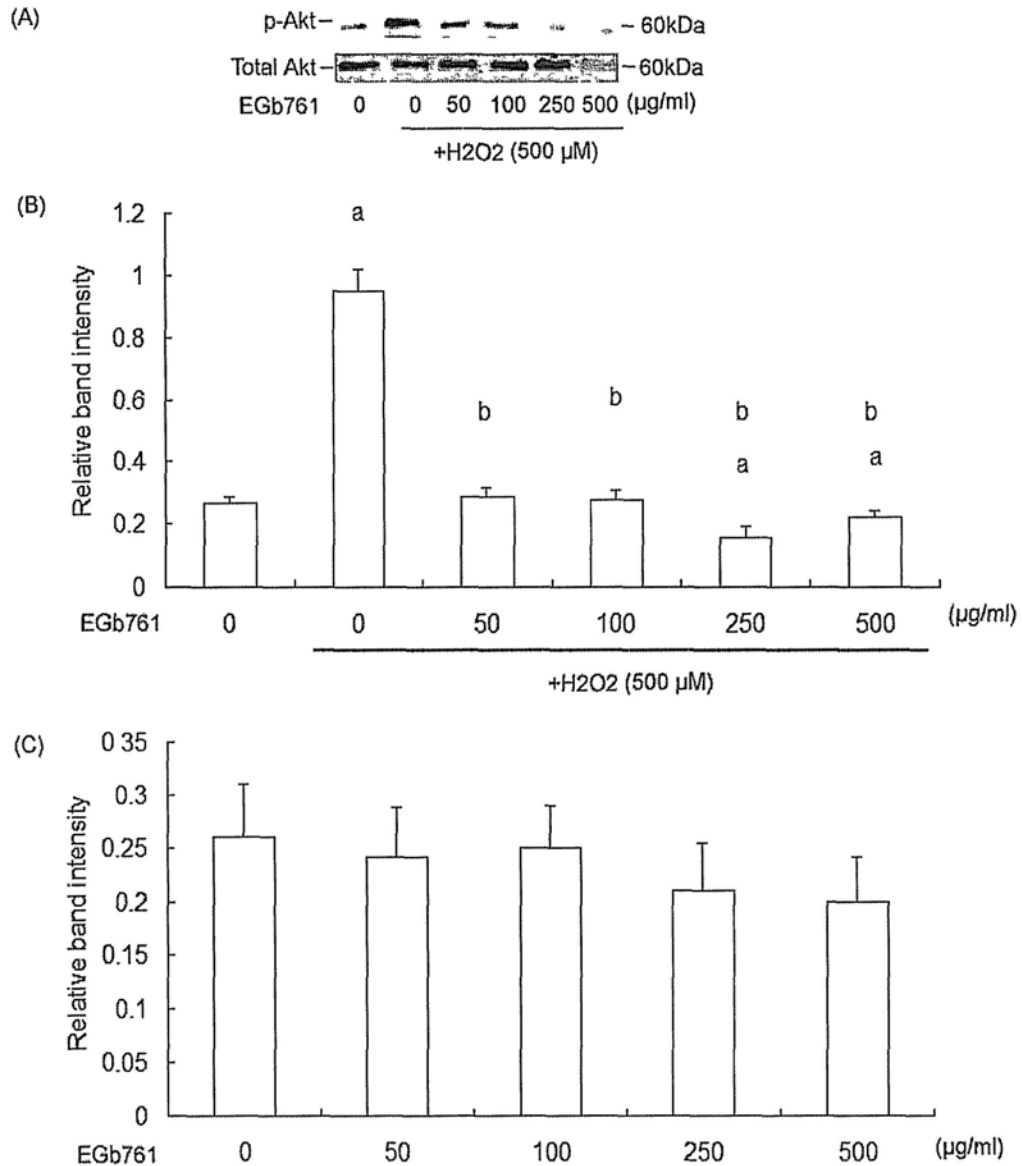 (A)
p-Akt – – 60kDa
Total Akt – – 60kDa
EGb761 0 0 50 100 250 500 (µg/ml)
+H2O2 (500 µM)
(B)
Relative band intensity
1.2
1
0.8
0.6
0.4
0.2
0
a
b
b
b
a
b
a
EGb761 0 0 50 100 250 500 (µg/ml)
+H2O2 (500 µM)
(C)
Relative band intensity
0 35
0.3
0.25
0.2
0.15
0.1
0.05
0
EGb761 0 50 100 250 500 (µg/ml)